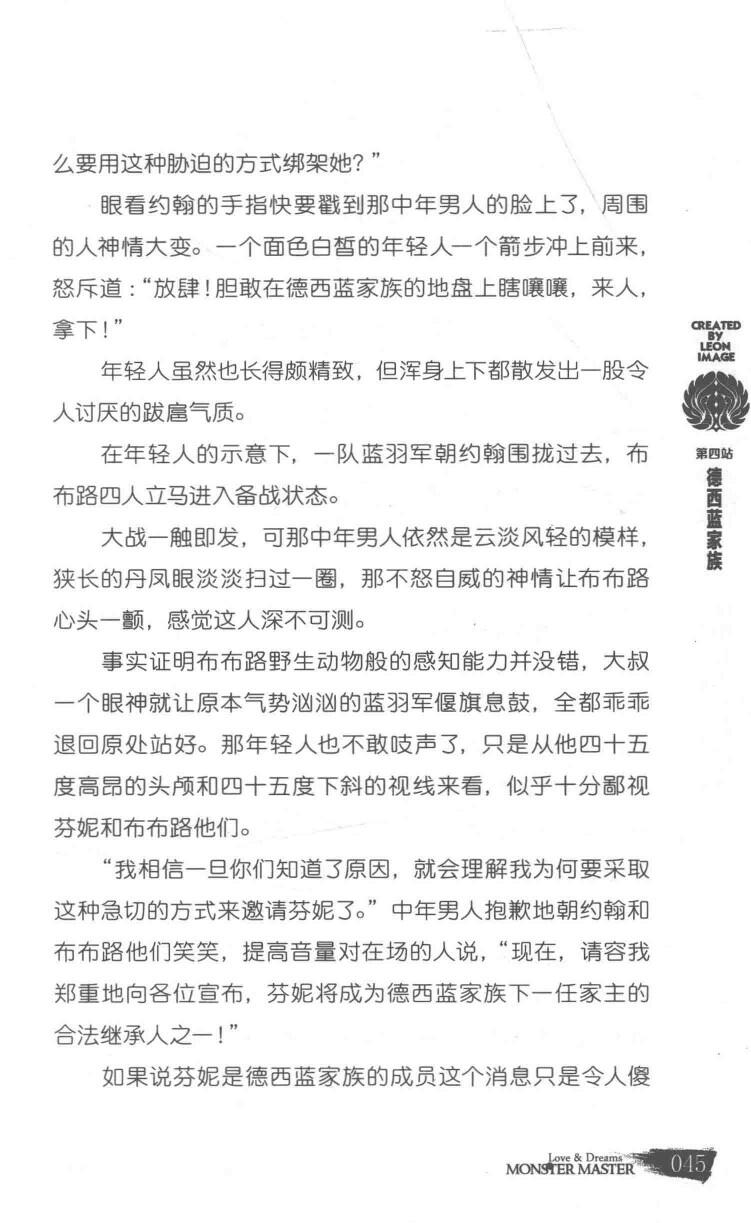 么要用这种胁迫的方式绑架她？”
眼看约翰的手指快要戳到那中年男人的脸上了，周围
的人神情大变。一个面色白皙的年轻人一个箭步冲上前来，
怒斥道：“放肆！胆敢在德西蓝家族的地盘上瞎嚷嚷，来人，
拿下！”
年轻人虽然也长得颇精致，但浑身上下都散发出一股令
人讨厌的跋扈气质。
在年轻人的示意下，一队蓝羽军朝约翰围拢过去，布
布路四人立马进入备战状态。
大战一触即发，可那中年男人依然是云淡风轻的模样，
狭长的丹凤眼淡淡扫过一圈，那不怒自威的神情让布布路
心头一颤，感觉这人深不可测。
事实证明布布路野生动物般的感知能力并没错，大叔
一个眼神就让原本气势汹汹的蓝羽军偃旗息鼓，全都乖乖
退回原处站好。那年轻人也不敢吱声了，只是从他四十五
度高昂的头颅和四十五度下斜的视线来看，似乎十分鄙视
芬妮和布布路他们。
“我相信一旦你们知道了原因，就会理解我为何要采取
这种急切的方式来邀请芬妮了。”中年男人抱歉地朝约翰和
布布路他们笑笑，提高音量对在场的人说，“现在，请容我
郑重地向各位宣布，芬妮将成为德西蓝家族下一任家主的
合法继承人之一！”
如果说芬妮是德西蓝家族的成员这个消息只是令人傻
CREATED
BY
LEON
IMAGE
第四站
德西蓝家族
Love & Dreams
MONSTER MASTER
045